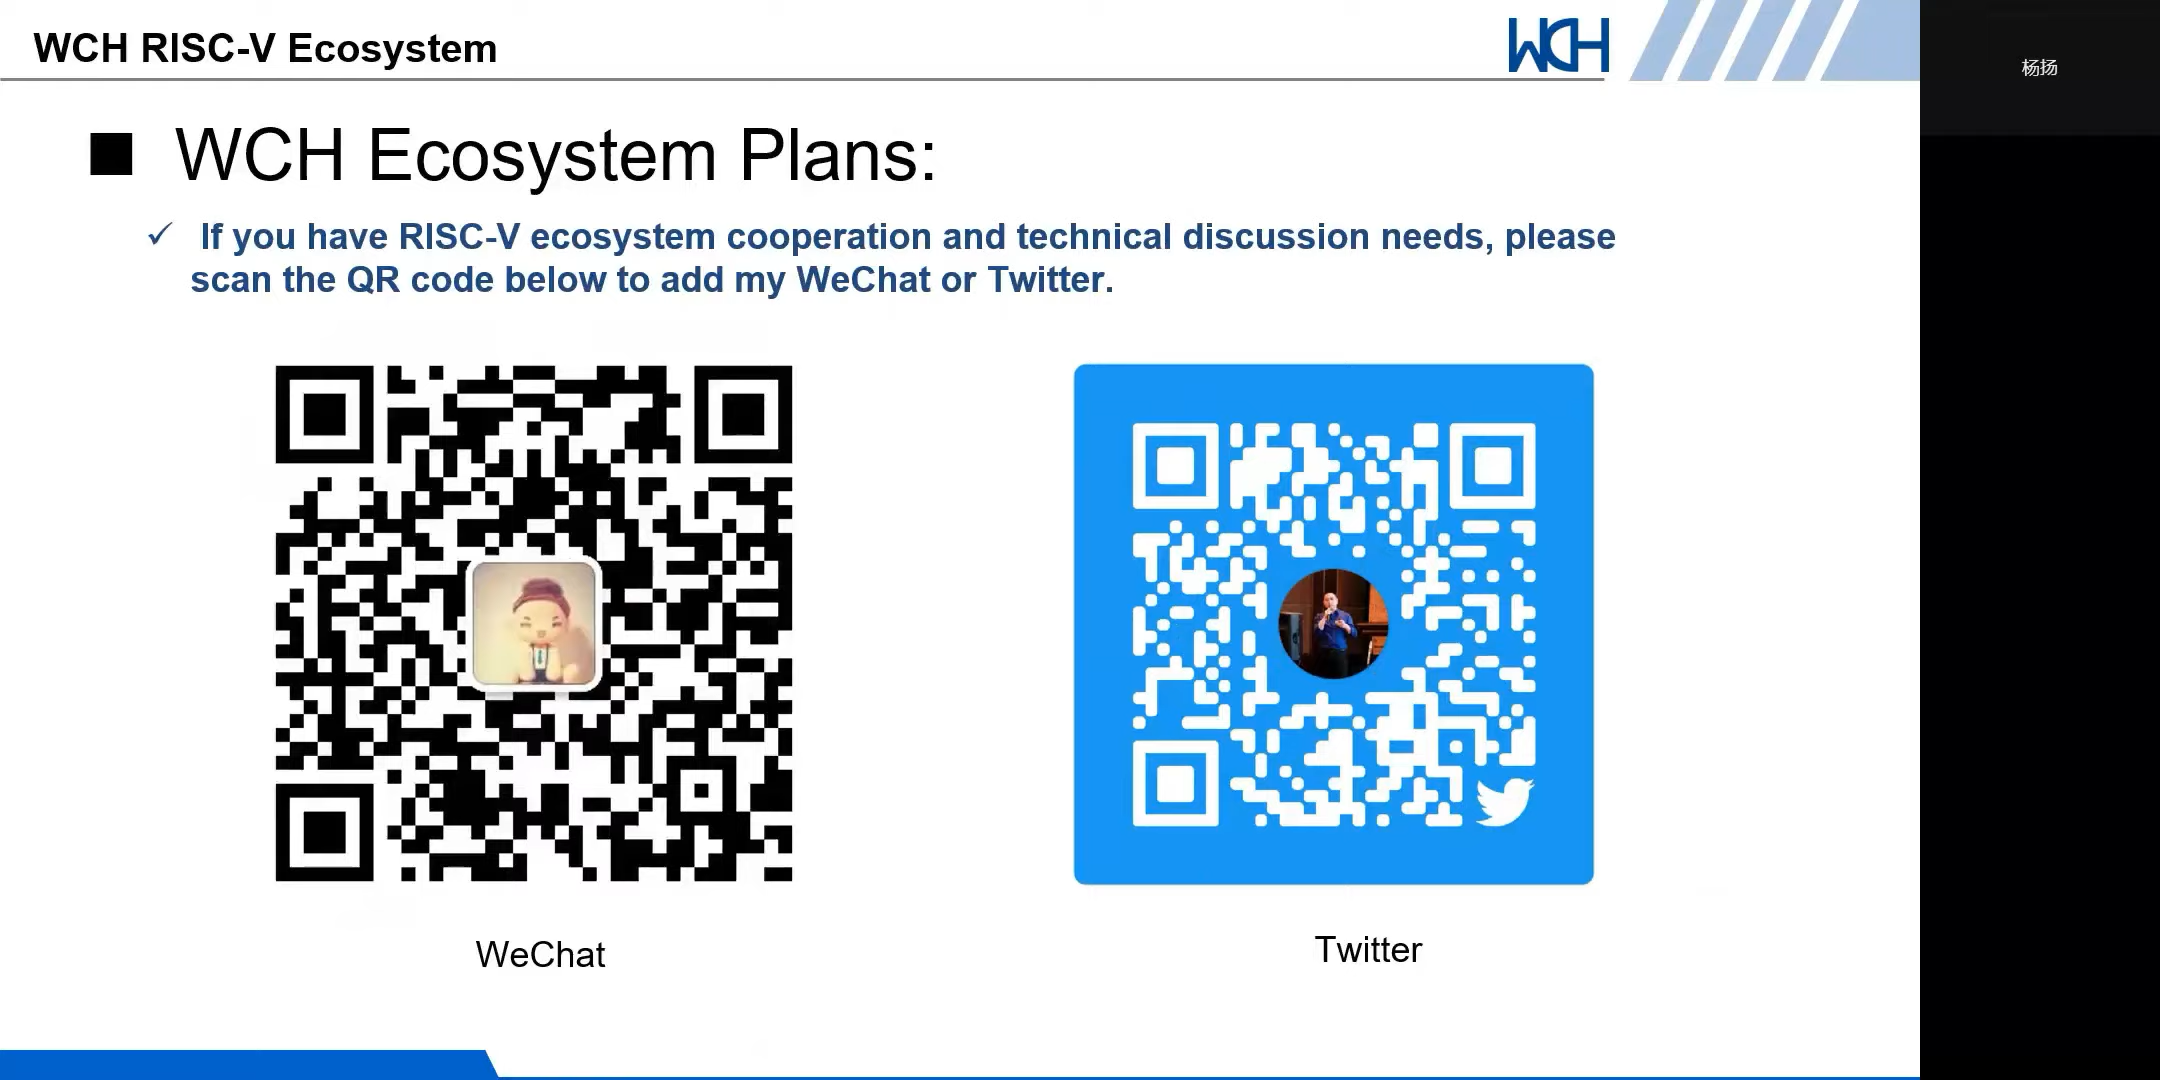 WCH RISC-V Ecosystem
WCH
杨扬
WCH Ecosystem Plans:
If you have RISC-V ecosystem cooperation and technical discussion needs, please
scan the QR code below to add my WeChat or Twitter.
WeChat
Twitter